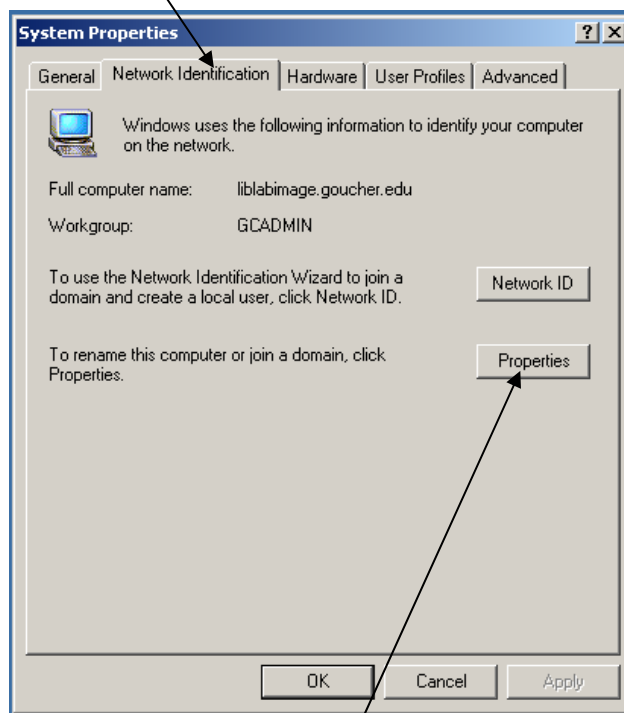 System Properties
General Network Identification Hardware User Profiles Advanced
Windows uses the following information to identify your computer
on the network.
Full computer name: liblabimage.goucher.edu
Workgroup: GCADMIN
To use the Network Identification Wizard to join a
domain and create a local user, click Network ID.
Network ID
To rename this computer or join a domain, click
Properties.
Properties
OK Cancel Apply